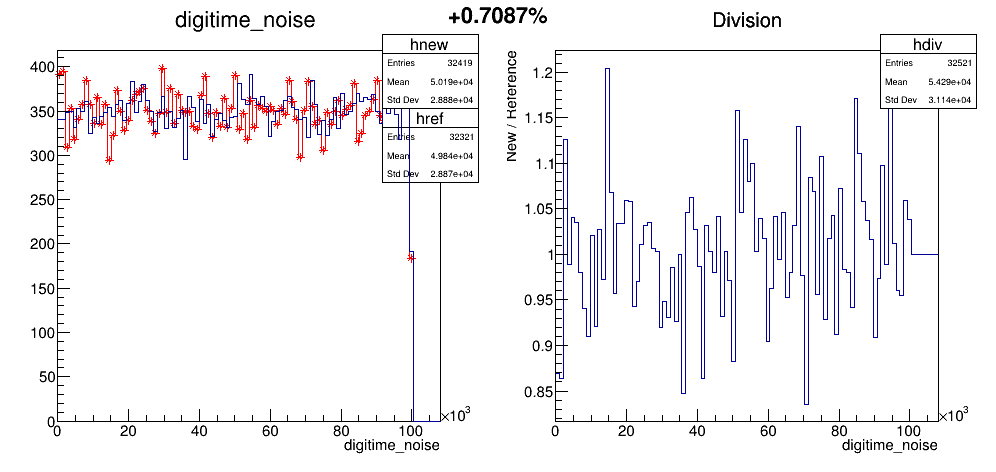 +0.7087%
digitime_noise
hnew
Entries 32419
Mean 5.019e+04
Std Dev 2.888e+04
href
Entries 32321
Mean 4.984e+04
Std Dev 2.887e+04
400
350
300
250
200
150
100
50
0
0 20 40 60 80 100
×10³
digitime_noise
Division
hdiv
Entries 32521
Mean 5.429e+04
Std Dev 3.114e+04
New / Reference
1.2
1.15
1.1
1.05
1
0.95
0.9
0.85
0 20 40 60 80 100
×10³
digitime_noise